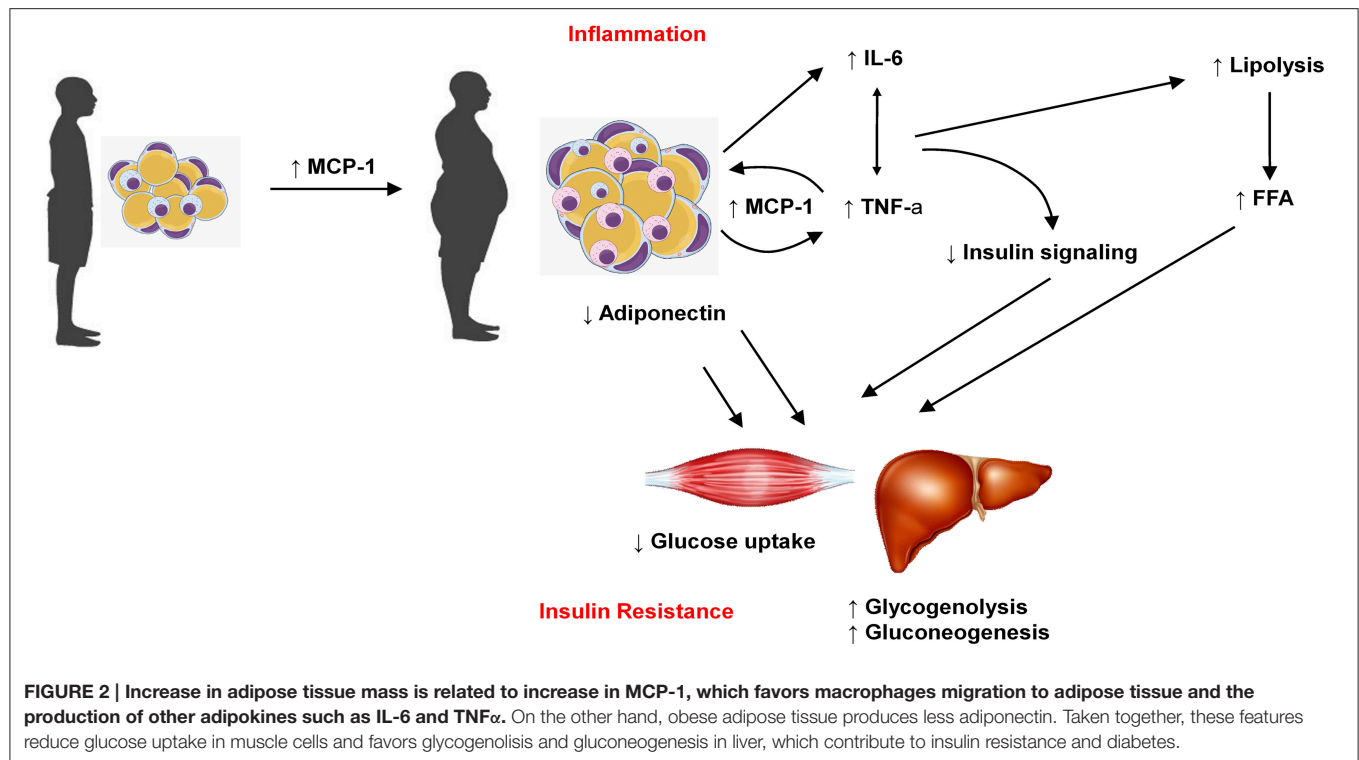 Inflammation
↑ IL-6
↑ Lipolysis
↑ MCP-1
↑ MCP-1
↑ TNF-a
↑ FFA
↓ Insulin signaling
↓ Adiponectin
↓ Glucose uptake
Insulin Resistance
↑ Glycogenolysis
↑ Gluconeogenesis
FIGURE 2 | Increase in adipose tissue mass is related to increase in MCP-1, which favors macrophages migration to adipose tissue and the
production of other adipokines such as IL-6 and TNFα. On the other hand, obese adipose tissue produces less adiponectin. Taken together, these features
reduce glucose uptake in muscle cells and favors glycogenolisis and gluconeogenesis in liver, which contribute to insulin resistance and diabetes.